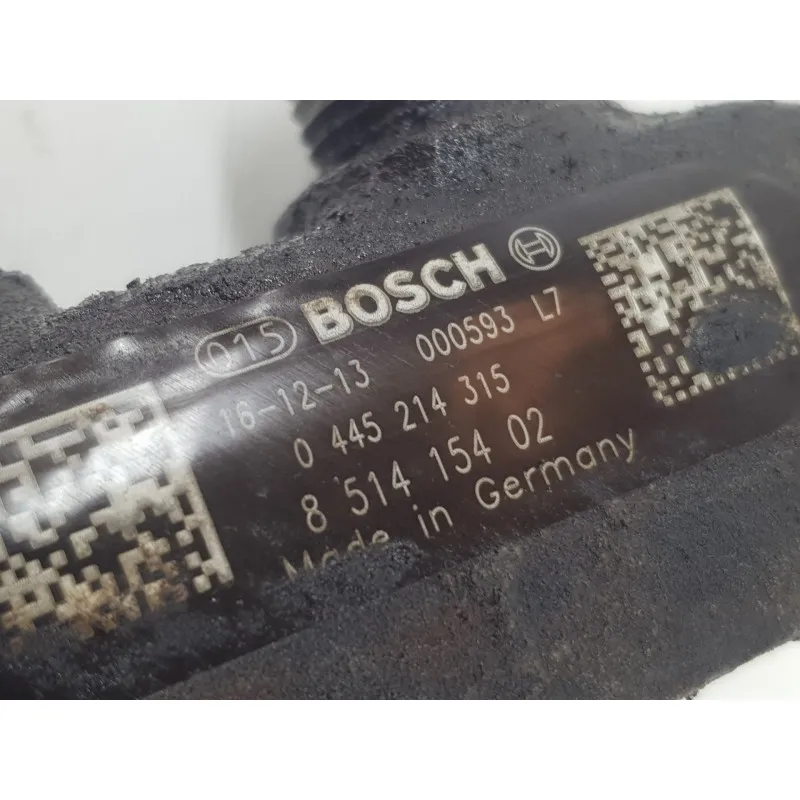 015 BOSCH
16-12-13 000593 L7
0 445 214 315
8 514 154 02
Made in Germany